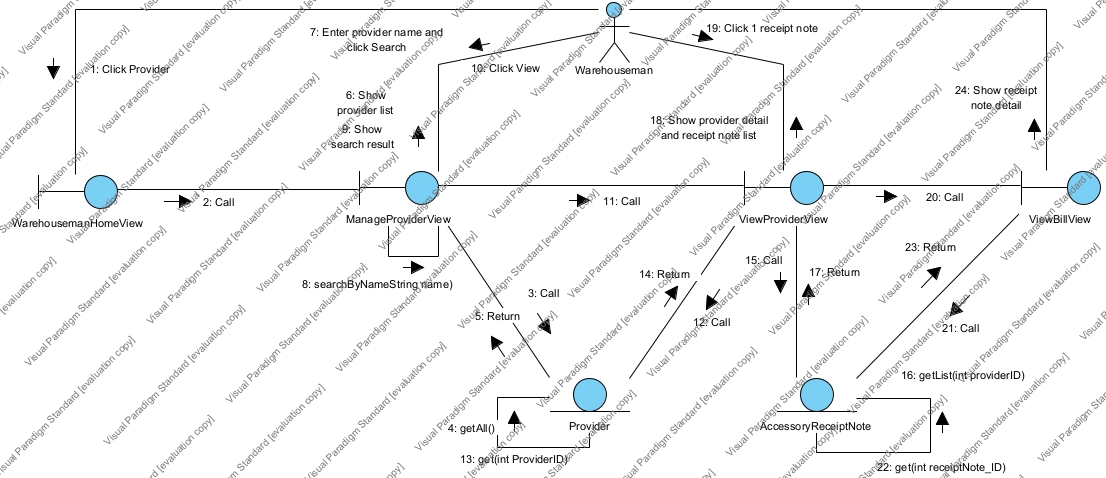 7: Enter provider name and
click Search
19: Click 1 receipt note
1: Click Provider
10: Click View
Warehouseman
6: Show
provider list
9: Show
search result
18: Show provider detail
and receipt note list
24: Show receipt
note detail
2: Call
11: Call
20: Call
WarehousemanHomeView
ManageProviderView
ViewProviderView
ViewBillView
8: searchByNameString name)
3: Call
5: Return
14: Return
12: Call
15: Call
17: Return
23: Return
21: Call
16: getList(int providerID)
4: getAll()
Provider
AccessoryReceiptNote
13: get(int ProviderID)
22: get(int receiptNote_ID)
Visual Paradigm Standard [evaluation copy]